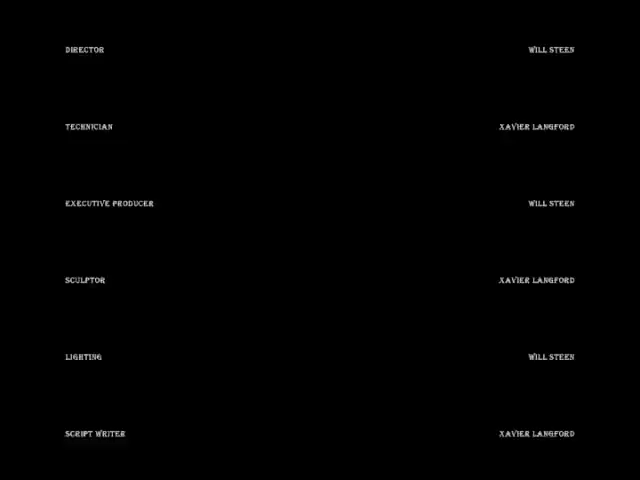 DIRECTOR WILL STEEN
TECHNICIAN XAVIER LANGFORD
EXECUTIVE PRODUCER WILL STEEN
SCULPTOR XAVIER LANGFORD
LIGHTING WILL STEEN
SCRIPT WRITER XAVIER LANGFORD